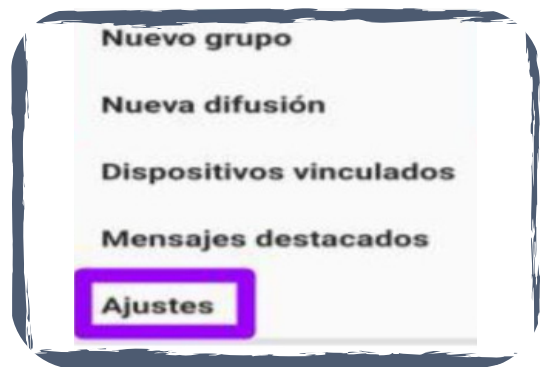 Nuevo grupo
Nueva difusión
Dispositivos vinculados
Mensajes destacados
Ajustes